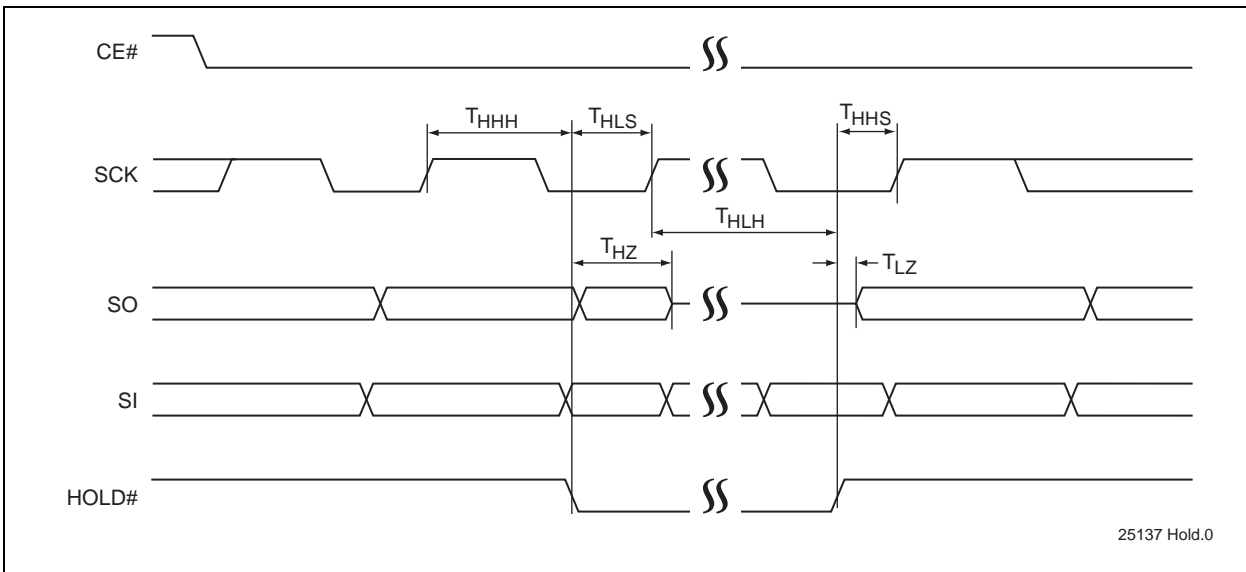 CE#
T_HHH
T_HLS
T_HHS
SCK
T_HLH
T_HZ
T_LZ
SO
SI
HOLD#
25137 Hold.0